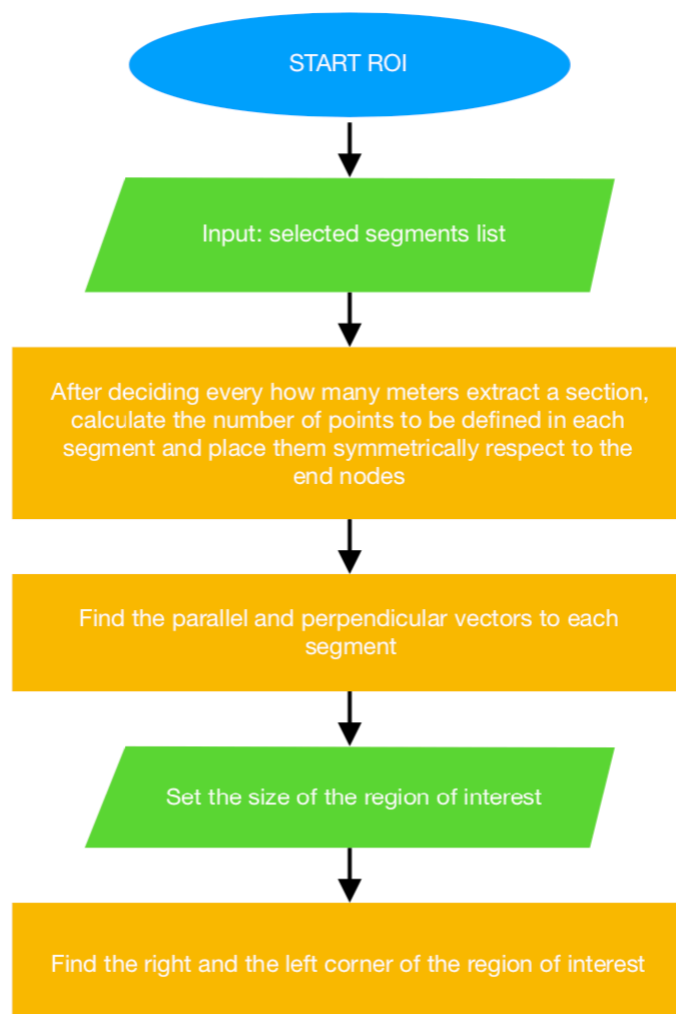 START ROI
Input: selected segments list
After deciding every how many meters extract a section,
calculate the number of points to be defined in each
segment and place them symmetrically respect to the
end nodes
Find the parallel and perpendicular vectors to each
segment
Set the size of the region of interest
Find the right and the left corner of the region of interest